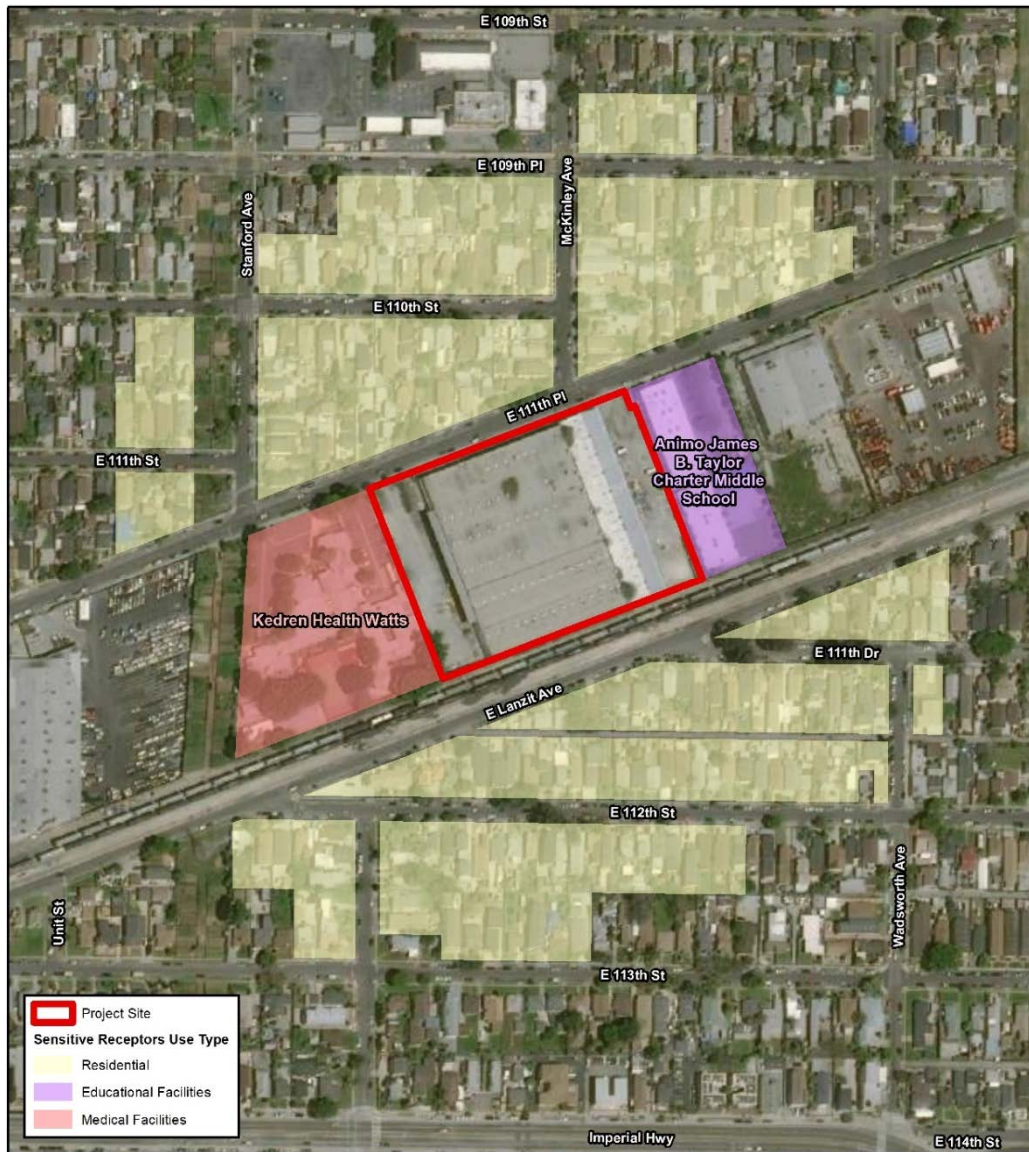 E 109th St
E 109th Pl
McKinley Ave
Stanford Ave
E 110th St
E 111th Pl
E 111th St
Animo James
B. Taylor
Charter Middle
School
Kedren Health Watts
E 111th Dr
E Lanzit Ave
E 112th St
Wadsworth Ave
Unit St
E 113th St
Project Site
Sensitive Receptors Use Type
Residential
Educational Facilities
Medical Facilities
Imperial Hwy
E 114th St